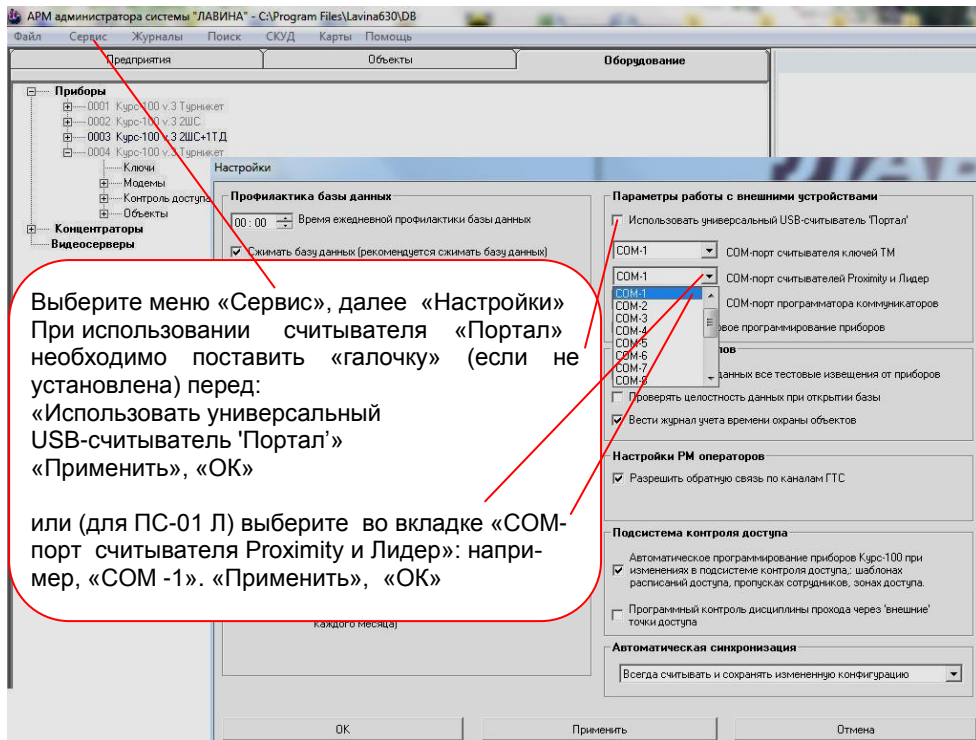 АРМ администратора системы "ЛАВИНА" - C:\Program Files\Lavina630\DB
Файл Сервис Журналы Поиск СКУД Карты Помощь
Предприятия Объекты Оборудование
Приборы
0001 Курс-100 v.3 Турникет
0002 Курс-100 v.3 2ШС
0003 Курс-100 v.3 2ШС+1ТД
0004 Курс-100 v.3 Турникет
Ключи
Модемы
Контроль доступа
Объекты
Концентраторы
Видеосерверы
Настройки
Профилактика базы данных
00:00 Время ежедневной профилактики базы данных
Сжимать базу данных (рекомендуется сжимать базу данных)
Выберите меню «Сервис», далее «Настройки»
При использовании считывателя «Портал»
необходимо поставить «галочку» (если не
установлена) перед:
«Использовать универсальный
USB-считыватель 'Портал'»
«Применить», «ОК»
или (для ПС-01 Л) выберите во вкладке «COM-
порт считывателя Proximity и Лидер»: напри-
мер, «COM -1». «Применить», «ОК»
каждого месяца)
Параметры работы с внешними устройствами
Использовать универсальный USB-считыватель 'Портал'
COM-1 COM-порт считывателя ключей ТМ
COM-1 COM-порт считывателей Proximity и Лидер
COM-1
COM-2
COM-3
COM-4
COM-5
COM-6
COM-7
COM-8
COM-порт программатора коммуникаторов
вое программирование приборов
лов
данных все тестовые извещения от приборов
Проверять целостность данных при открытии базы
Вести журнал учета времени охраны объектов
Настройки РМ операторов
Разрешить обратную связь по каналам ГТС
Подсистема контроля доступа
Автоматическое программирование приборов Курс-100 при
изменениях в подсистеме контроля доступа,: шаблонах
расписаний доступа, пропусках сотрудников, зонах доступа.
Программный контроль дисциплины прохода через 'внешние'
точки доступа
Автоматическая синхронизация
Всегда считывать и сохранять измененную конфигурацию
ОК Применить Отмена